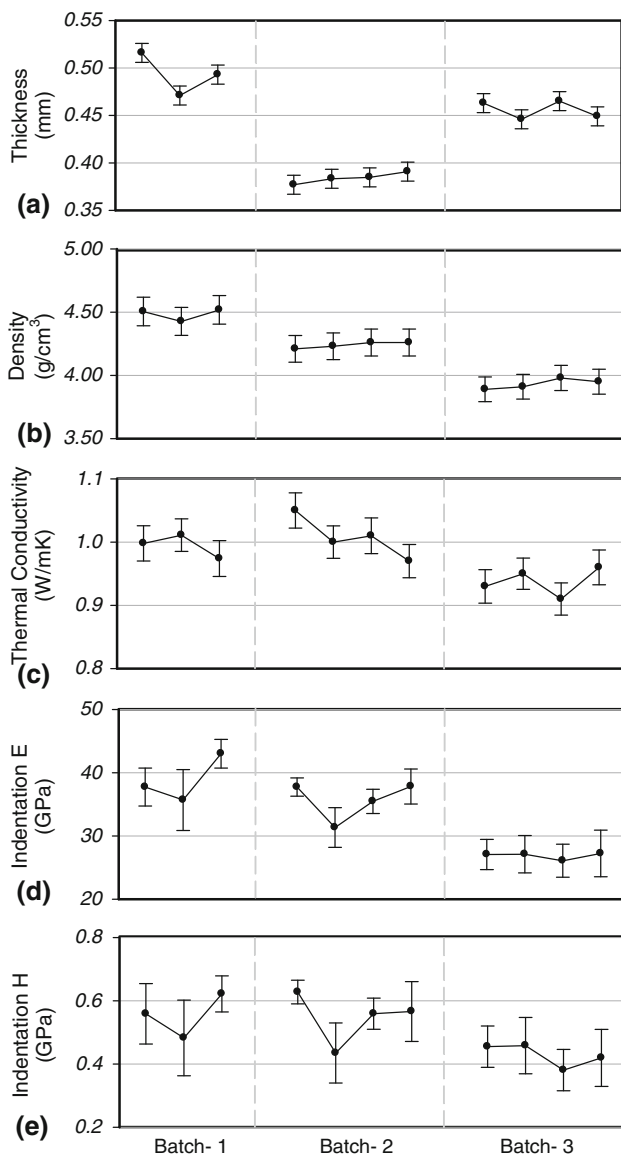 0.55
0.50
0.45
0.40
0.35
Thickness
(mm)
(a)
5.00
4.50
4.00
3.50
Density
(g/cm³)
(b)
1.1
1.0
0.9
0.8
Thermal Conductivity
(W/mK)
(c)
50
40
30
20
Indentation E
(GPa)
(d)
0.8
0.6
0.4
0.2
Indentation H
(GPa)
(e)
Batch- 1 Batch- 2 Batch- 3